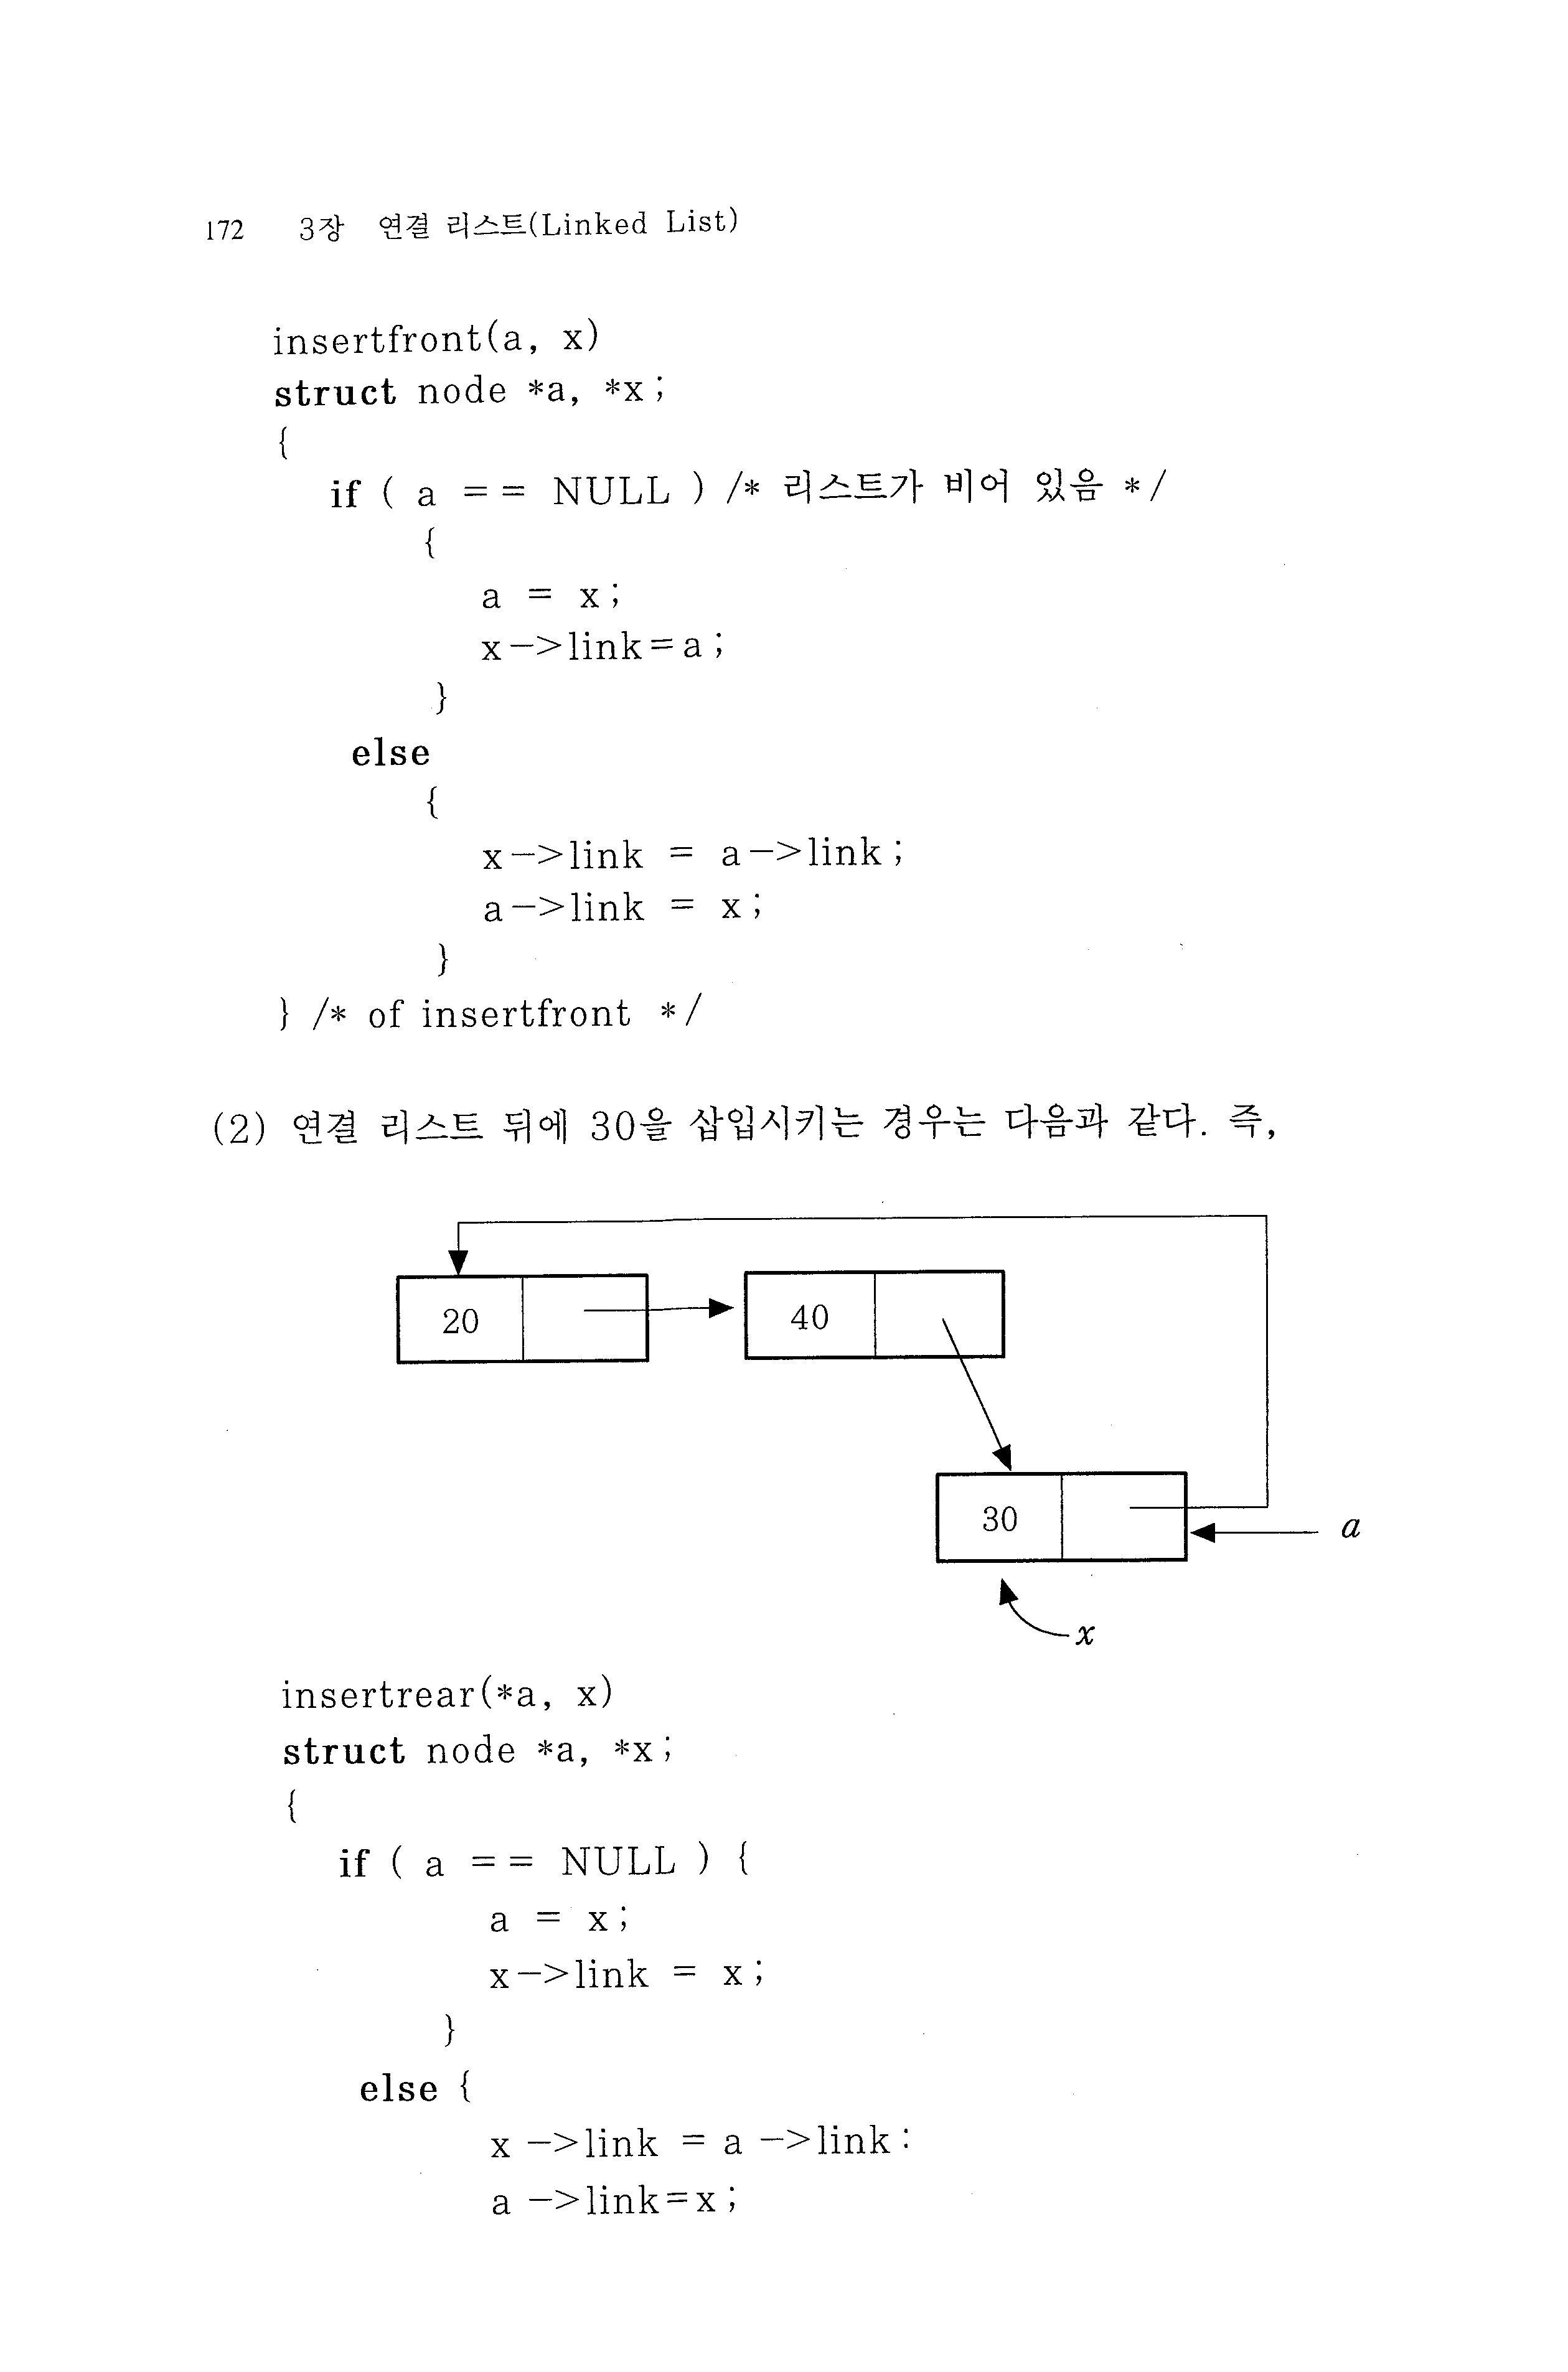 172 3장 연결 리스트(Linked List)
insertfront(a, x)
struct node *a, *x;
{
if ( a == NULL ) /* 리스트가 비어 있음 */
{
a = x;
x->link=a;
}
else
{
x->link = a->link;
a->link = x;
}
} /* of insertfront */
(2) 연결 리스트 뒤에 30을 삽입시키는 경우는 다음과 같다. 즉,
20
40
30
a
x
insertrear(*a, x)
struct node *a, *x;
{
if ( a == NULL ) {
a = x;
x->link = x;
}
else {
x ->link = a ->link:
a ->link=x;